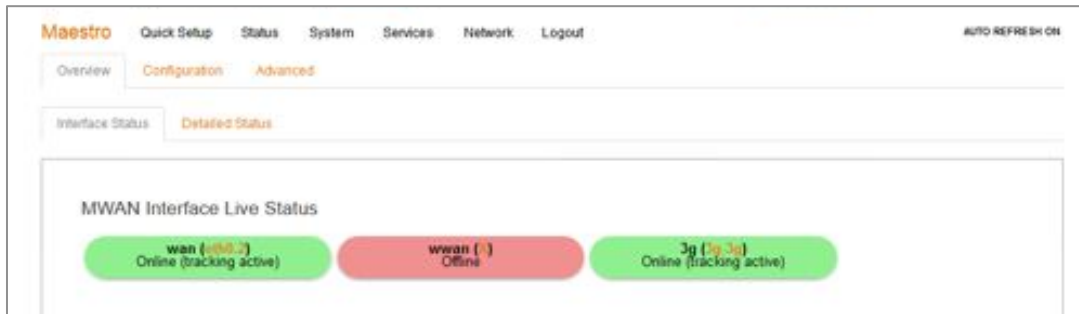 Maestro Quick Setup Status System Services Network Logout AUTO REFRESH ON
Overview Configuration Advanced
Interface Status Detailed Status
MWAN Interface Live Status
wan (eth0.2) wwan (X) 3g (3g-3g)
Online (tracking active) Offline Online (tracking active)